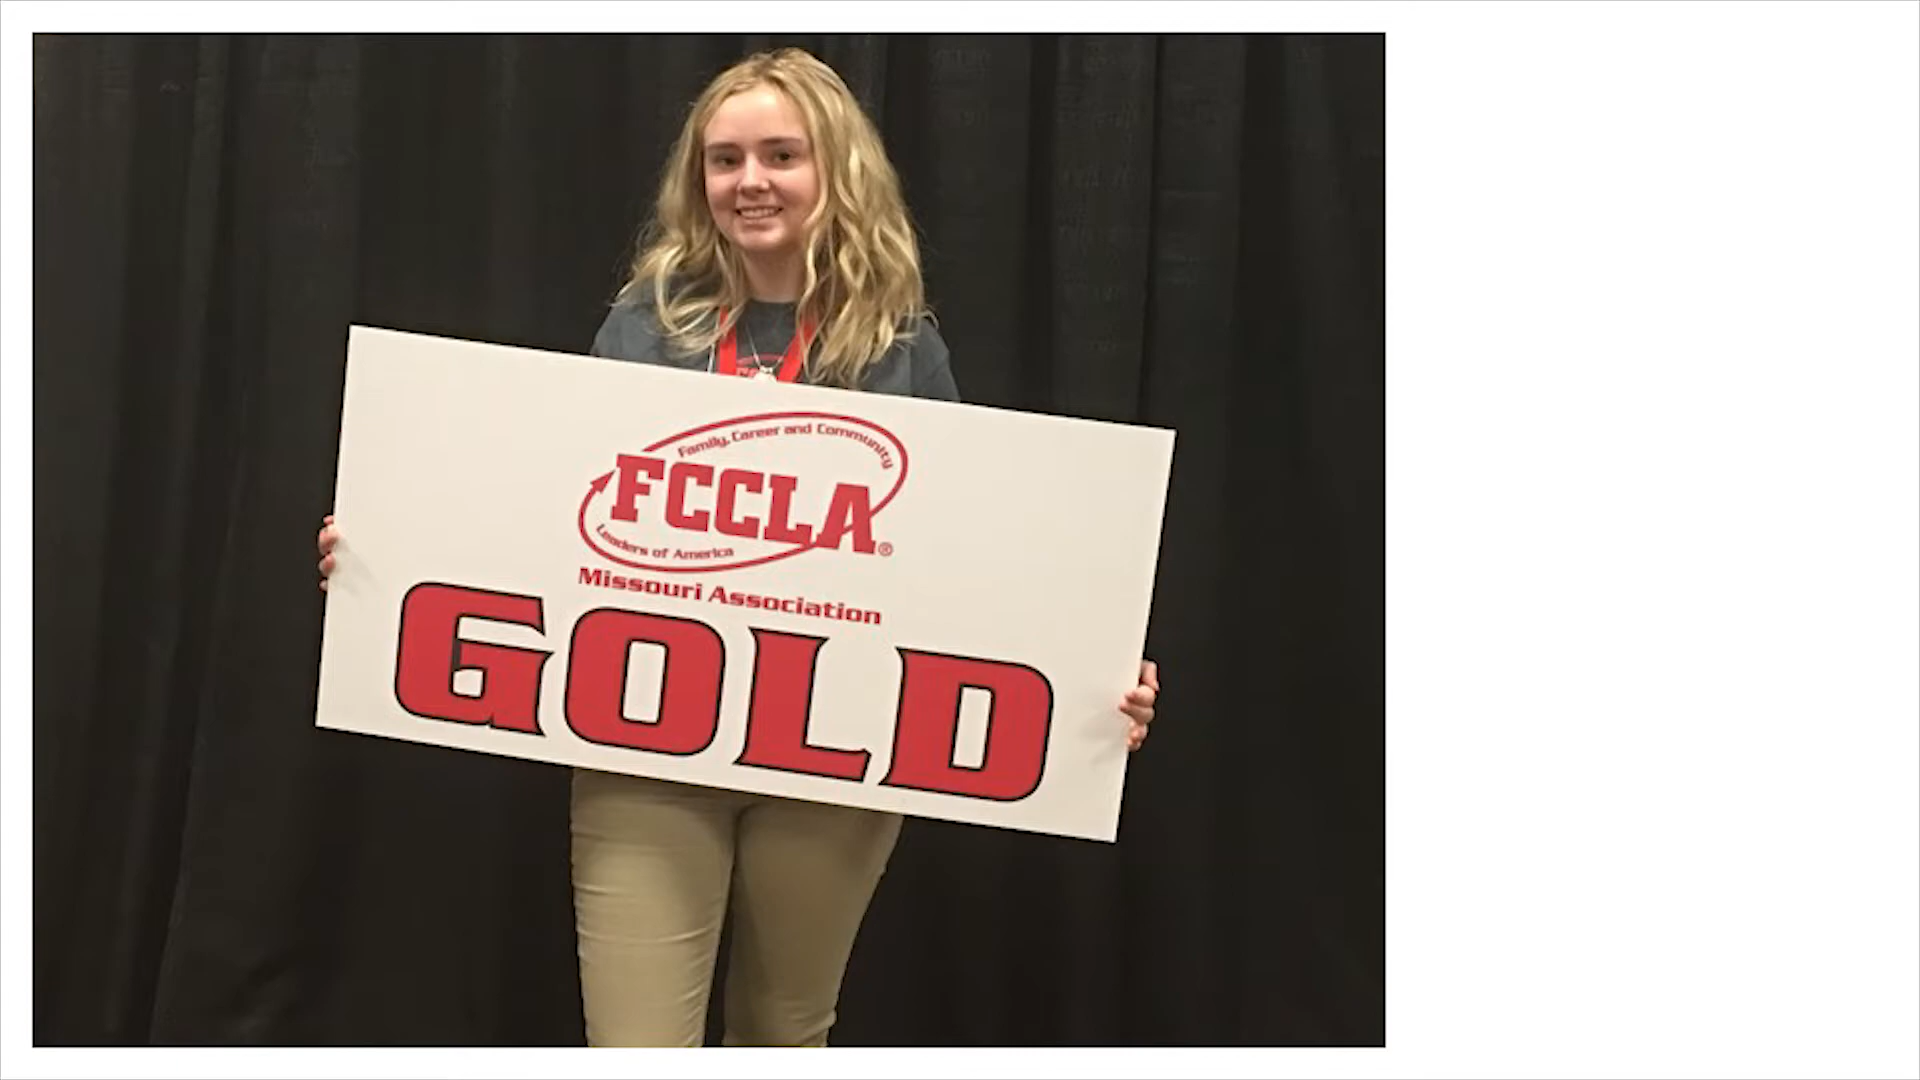 Family, Career and Community
FCCLA®
Leaders of America
Missouri Association
GOLD